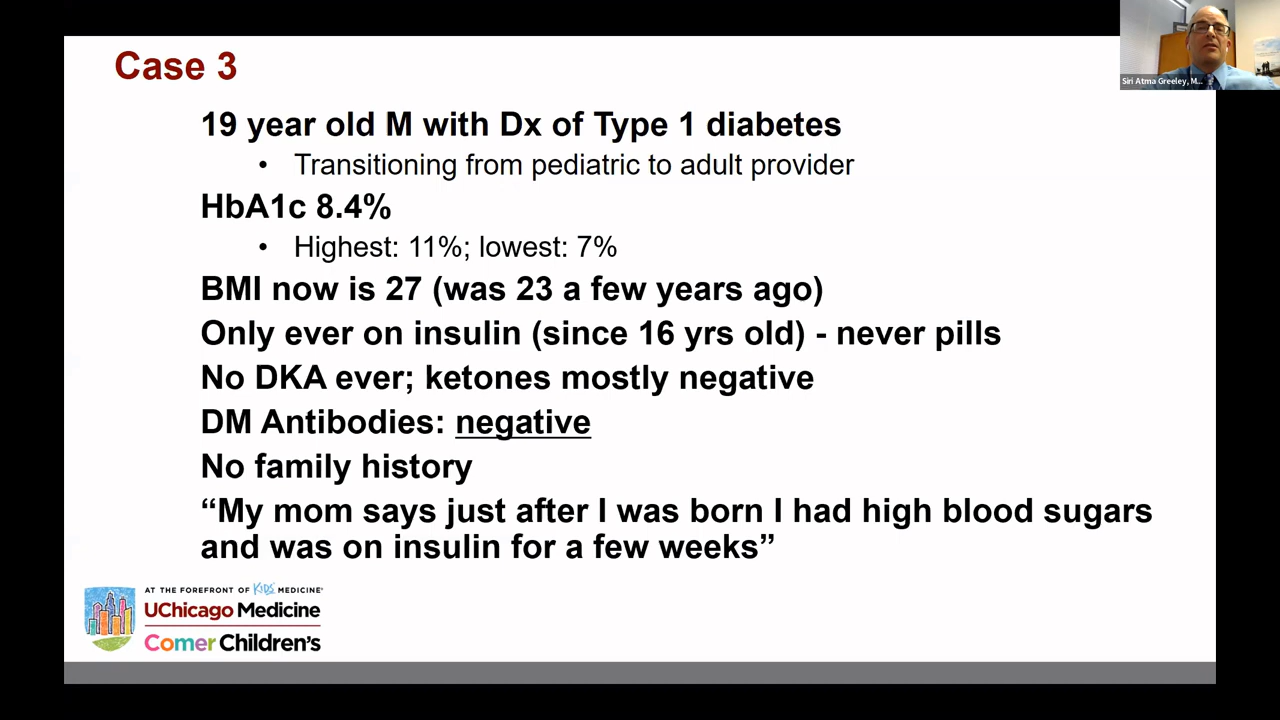 Case 3
19 year old M with Dx of Type 1 diabetes
• Transitioning from pediatric to adult provider
HbA1c 8.4%
• Highest: 11%; lowest: 7%
BMI now is 27 (was 23 a few years ago)
Only ever on insulin (since 16 yrs old) - never pills
No DKA ever; ketones mostly negative
DM Antibodies: negative
No family history
“My mom says just after I was born I had high blood sugars
and was on insulin for a few weeks”
AT THE FOREFRONT OF KIDS' MEDICINE®
UChicago Medicine
Comer Children's
Siri Atma Greeley, M...